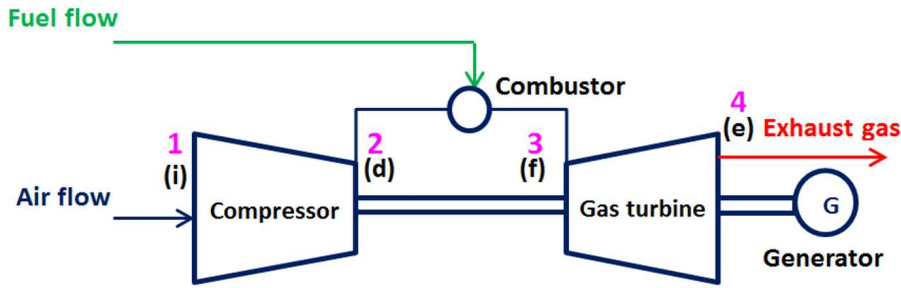 Fuel flow
Combustor
1
2
3
4
(i)
(d)
(f)
(e) Exhaust gas
Air flow
Compressor
Gas turbine
G
Generator